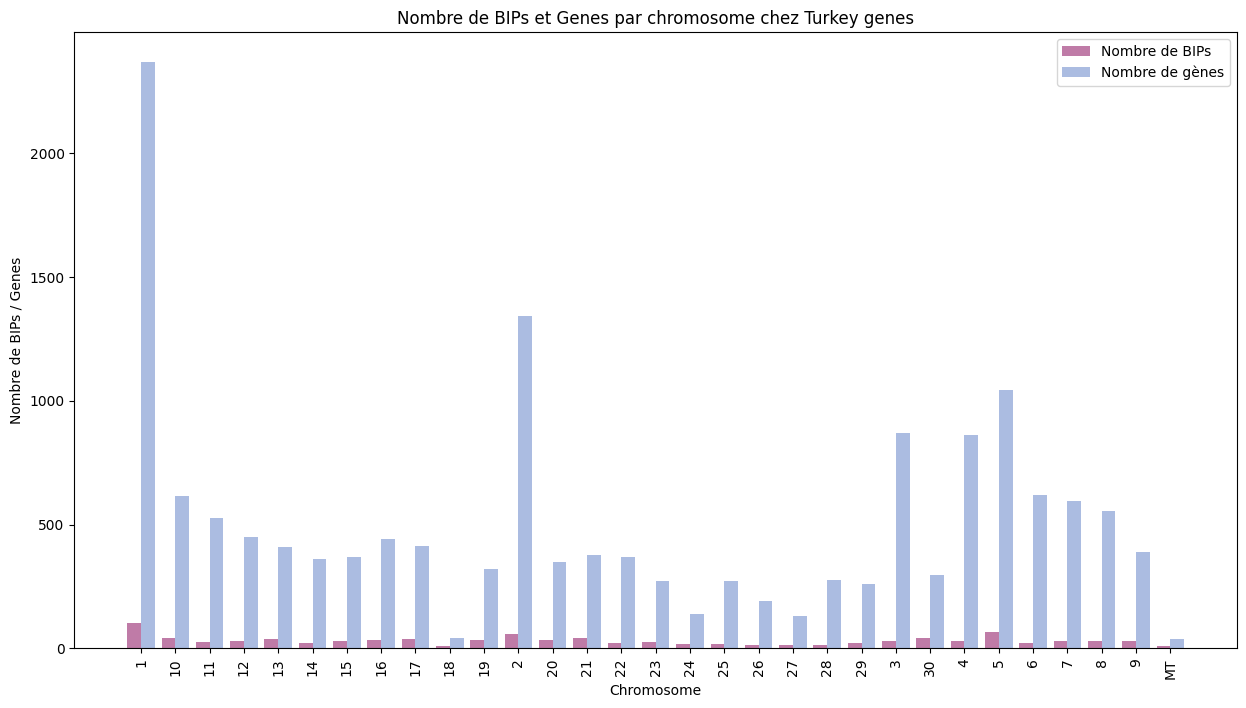 Nombre de BIPs et Genes par chromosome chez Turkey genes
Nombre de BIPs
Nombre de gènes
Nombre de BIPs / Genes
2000
1500
1000
500
0
1 10 11 12 13 14 15 16 17 18 19 2 20 21 22 23 24 25 26 27 28 29 3 30 4 5 6 7 8 9 MT
Chromosome